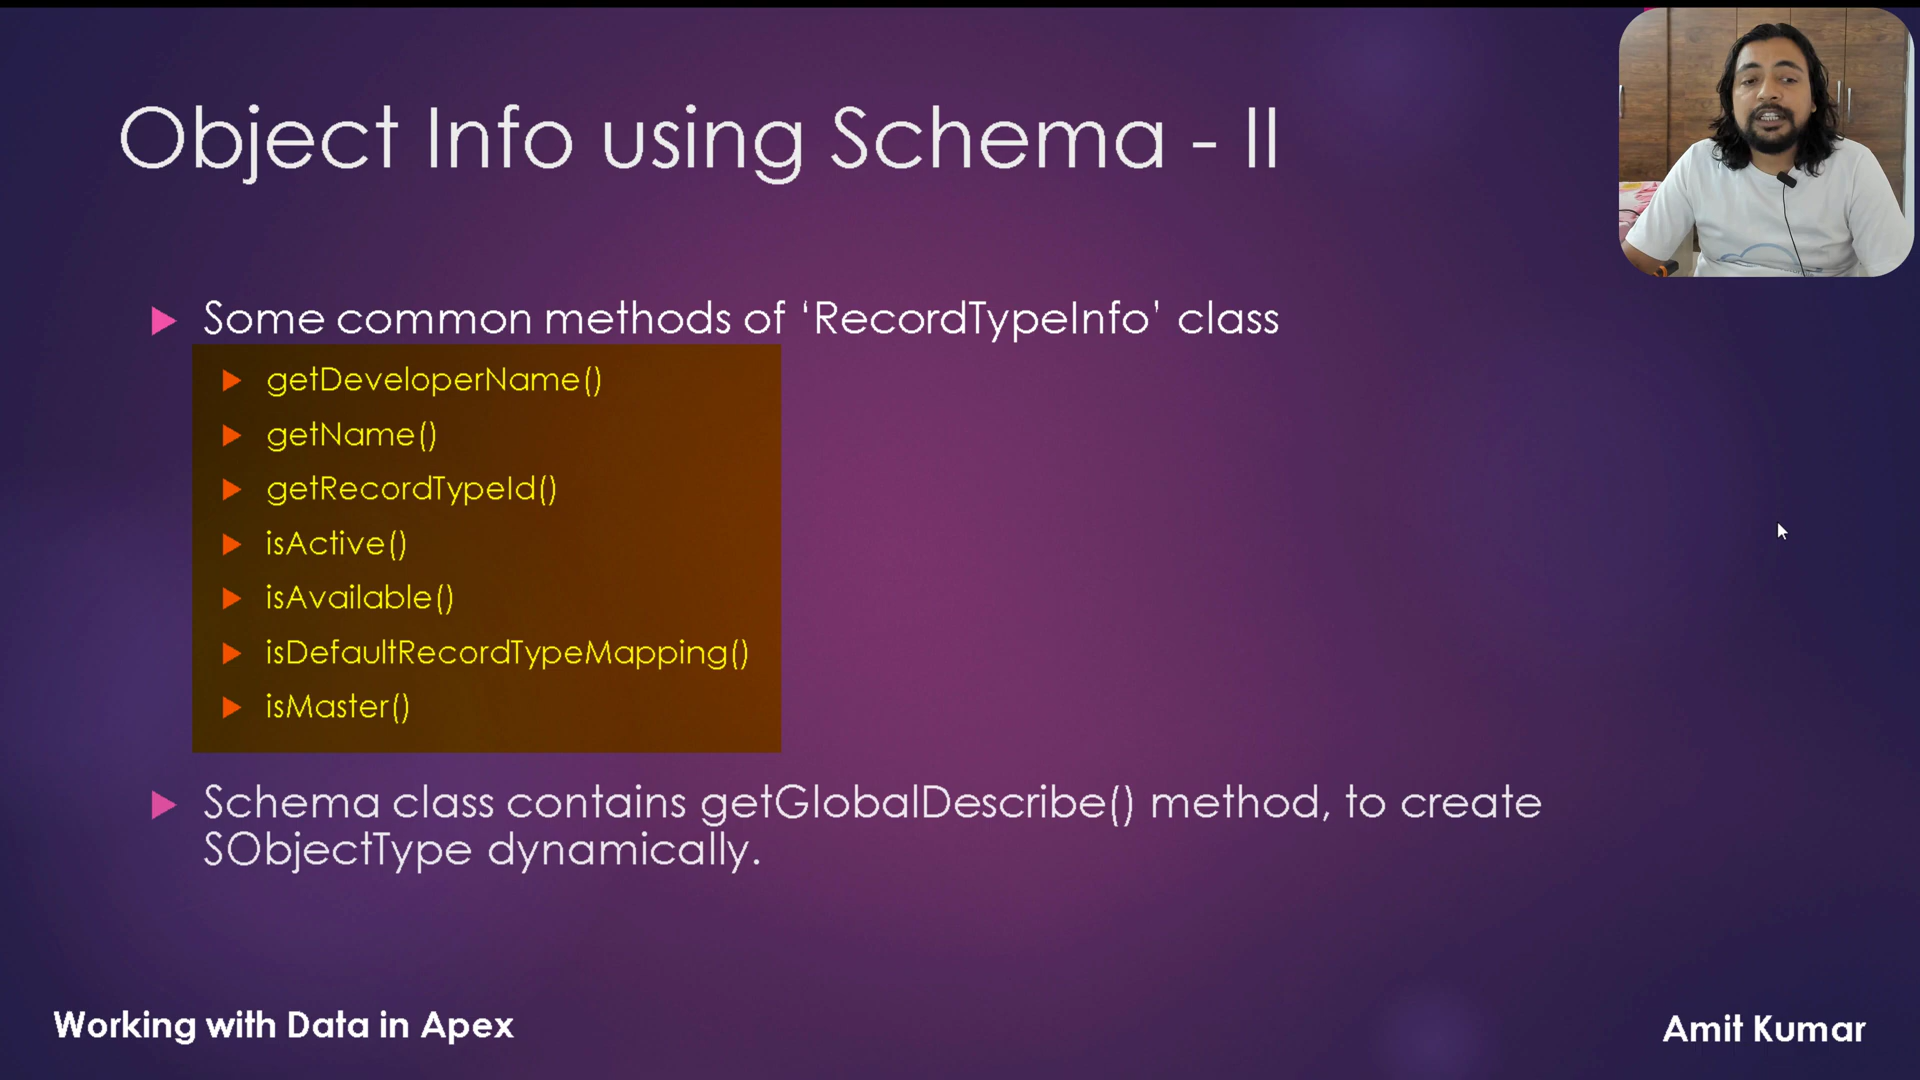 Object Info using Schema - II
Some common methods of ‘RecordTypeInfo’ class
getDeveloperName()
getName()
getRecordTypeId()
isActive()
isAvailable()
isDefaultRecordTypeMapping()
isMaster()
Schema class contains getGlobalDescribe() method, to create
SObjectType dynamically.
Working with Data in Apex
Amit Kumar